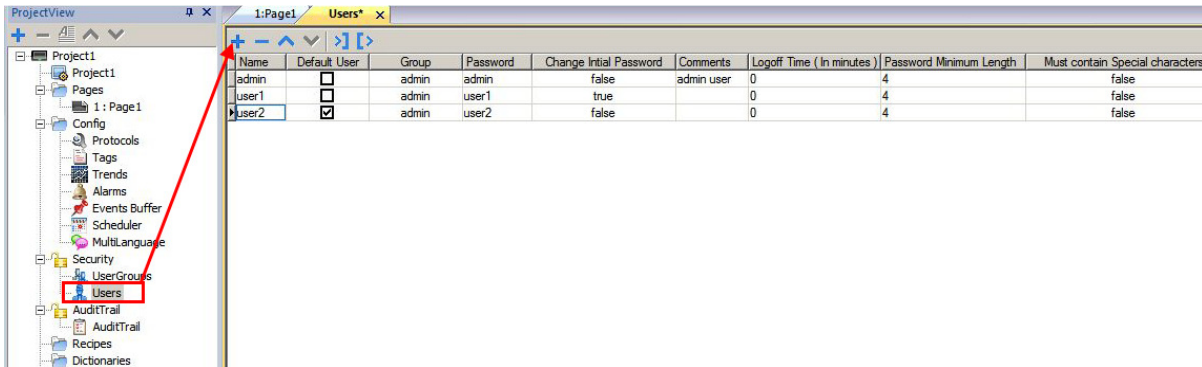 ProjectView
1:Page1
Users*
Project1
Project1
Pages
1 : Page1
Config
Protocols
Tags
Trends
Alarms
Events Buffer
Scheduler
MultiLanguage
Security
UserGroups
Users
AuditTrail
AuditTrail
Recipes
Dictionaries
Name Default User Group Password Change Intial Password Comments Logoff Time ( In minutes ) Password Minimum Length Must contain Special characters
admin admin admin false admin user 0 4 false
user1 admin user1 true 0 4 false
user2 admin user2 false 0 4 false